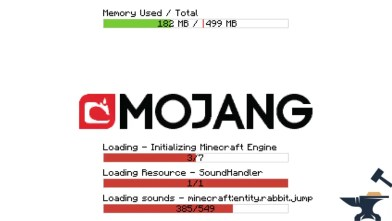 Memory Used / Total
182 MB / 499 MB
MOJANG
Loading - Initializing Minecraft Engine
3/7
Loading Resource - SoundHandler
1/1
Loading sounds - minecraft:entity.rabbit.jump
385/549